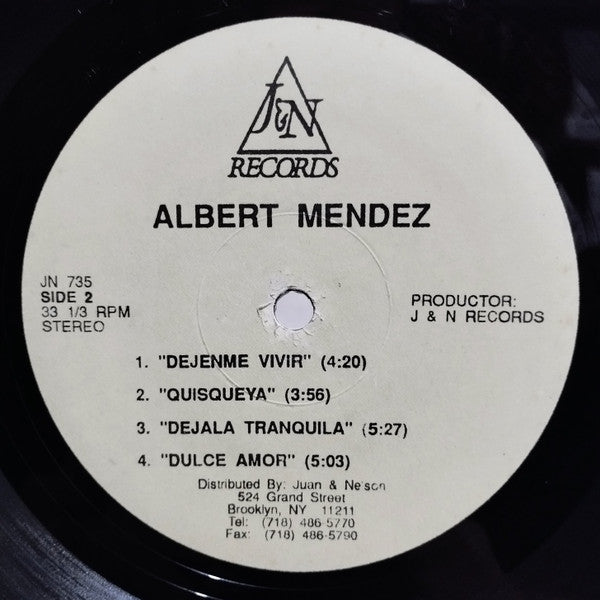 J&N
RECORDS
ALBERT MENDEZ
JN 735
SIDE 2
33 1/3 RPM
STEREO
PRODUCTOR:
J & N RECORDS
1. "DEJENME VIVIR" (4:20)
2. "QUISQUEYA" (3:56)
3. "DEJALA TRANQUILA" (5:27)
4. "DULCE AMOR" (5:03)
Distributed By: Juan & Nelson
524 Grand Street
Brooklyn, NY 11211
Tel: (718) 486-5770
Fax: (718) 486-5790